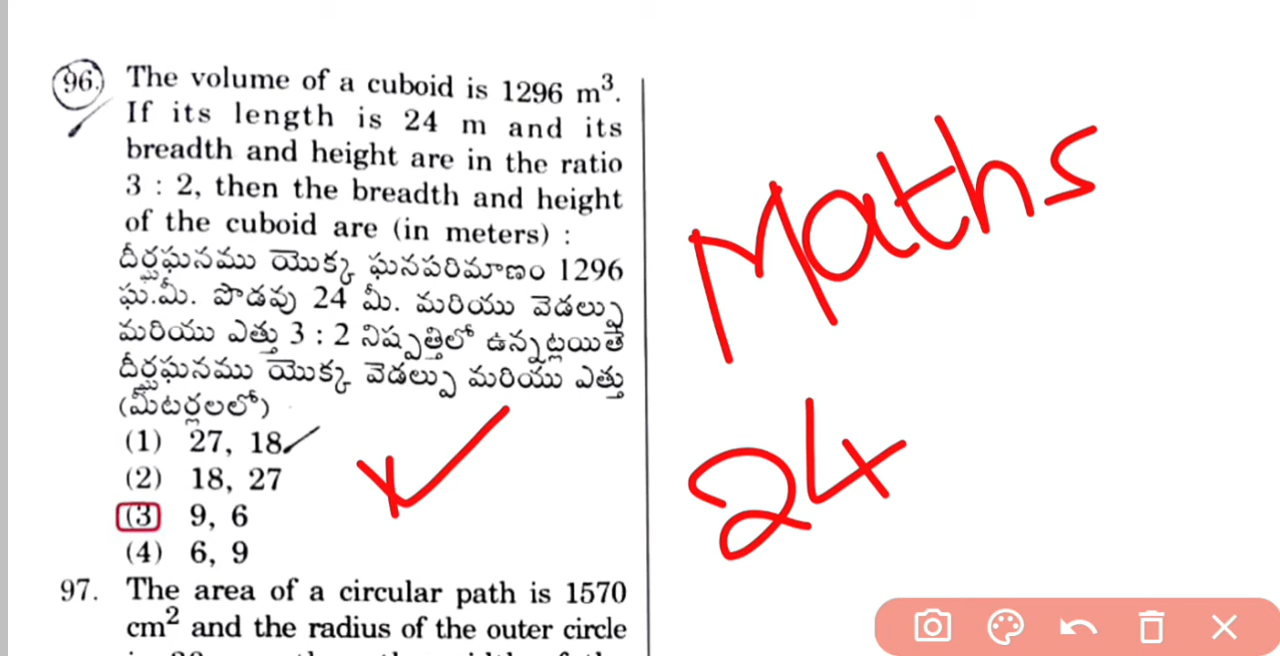 96. The volume of a cuboid is 1296 m³.
If its length is 24 m and its
breadth and height are in the ratio
3 : 2, then the breadth and height
of the cuboid are (in meters) :
దీర్ఘఘనము యొక్క ఘనపరిమాణం 1296
ఘ.మీ. పొడవు 24 మీ. మరియు వెడల్పు
మరియు ఎత్తు 3 : 2 నిష్పత్తిలో ఉన్నట్లయితే
దీర్ఘఘనము యొక్క వెడల్పు మరియు ఎత్తు
(మీటర్లలలో)
(1) 27, 18
(2) 18, 27
(3) 9, 6
(4) 6, 9
97. The area of a circular path is 1570
cm² and the radius of the outer circle
Maths
24